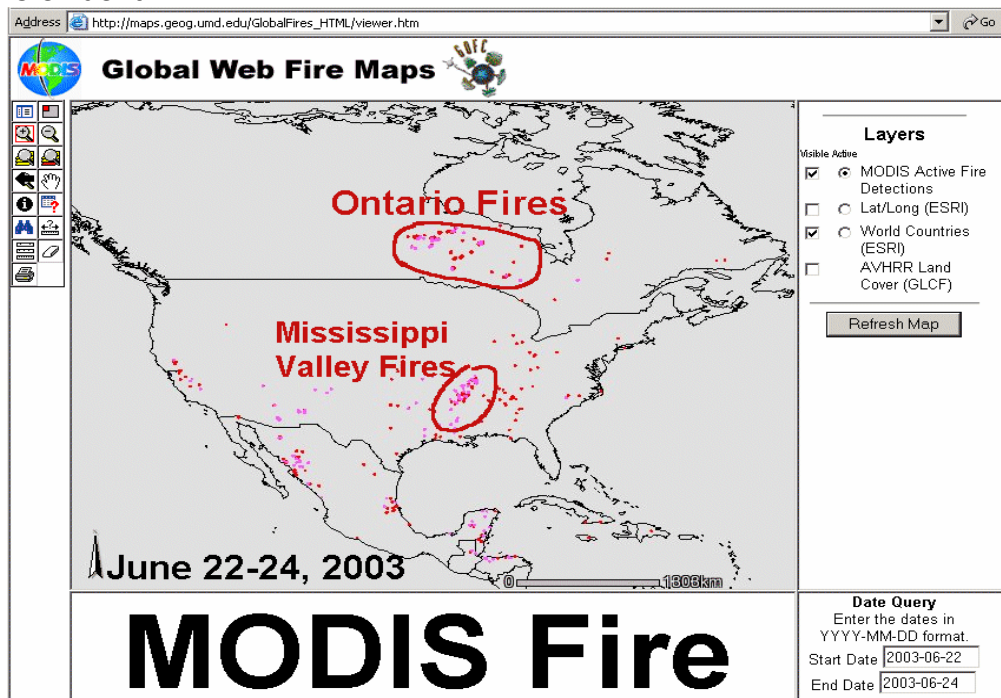 Address http://maps.geog.umd.edu/GlobalFires_HTML/viewer.htm Go
MODIS
Global Web Fire Maps
GOFC
Layers
Visible Active
MODIS Active Fire
Detections
Lat/Long (ESRI)
World Countries
(ESRI)
AVHRR Land
Cover (GLCF)
Refresh Map
Ontario Fires
Mississippi
Valley Fires
June 22-24, 2003
0 1308km
MODIS Fire
Date Query
Enter the dates in
YYYY-MM-DD format.
Start Date 2003-06-22
End Date 2003-06-24